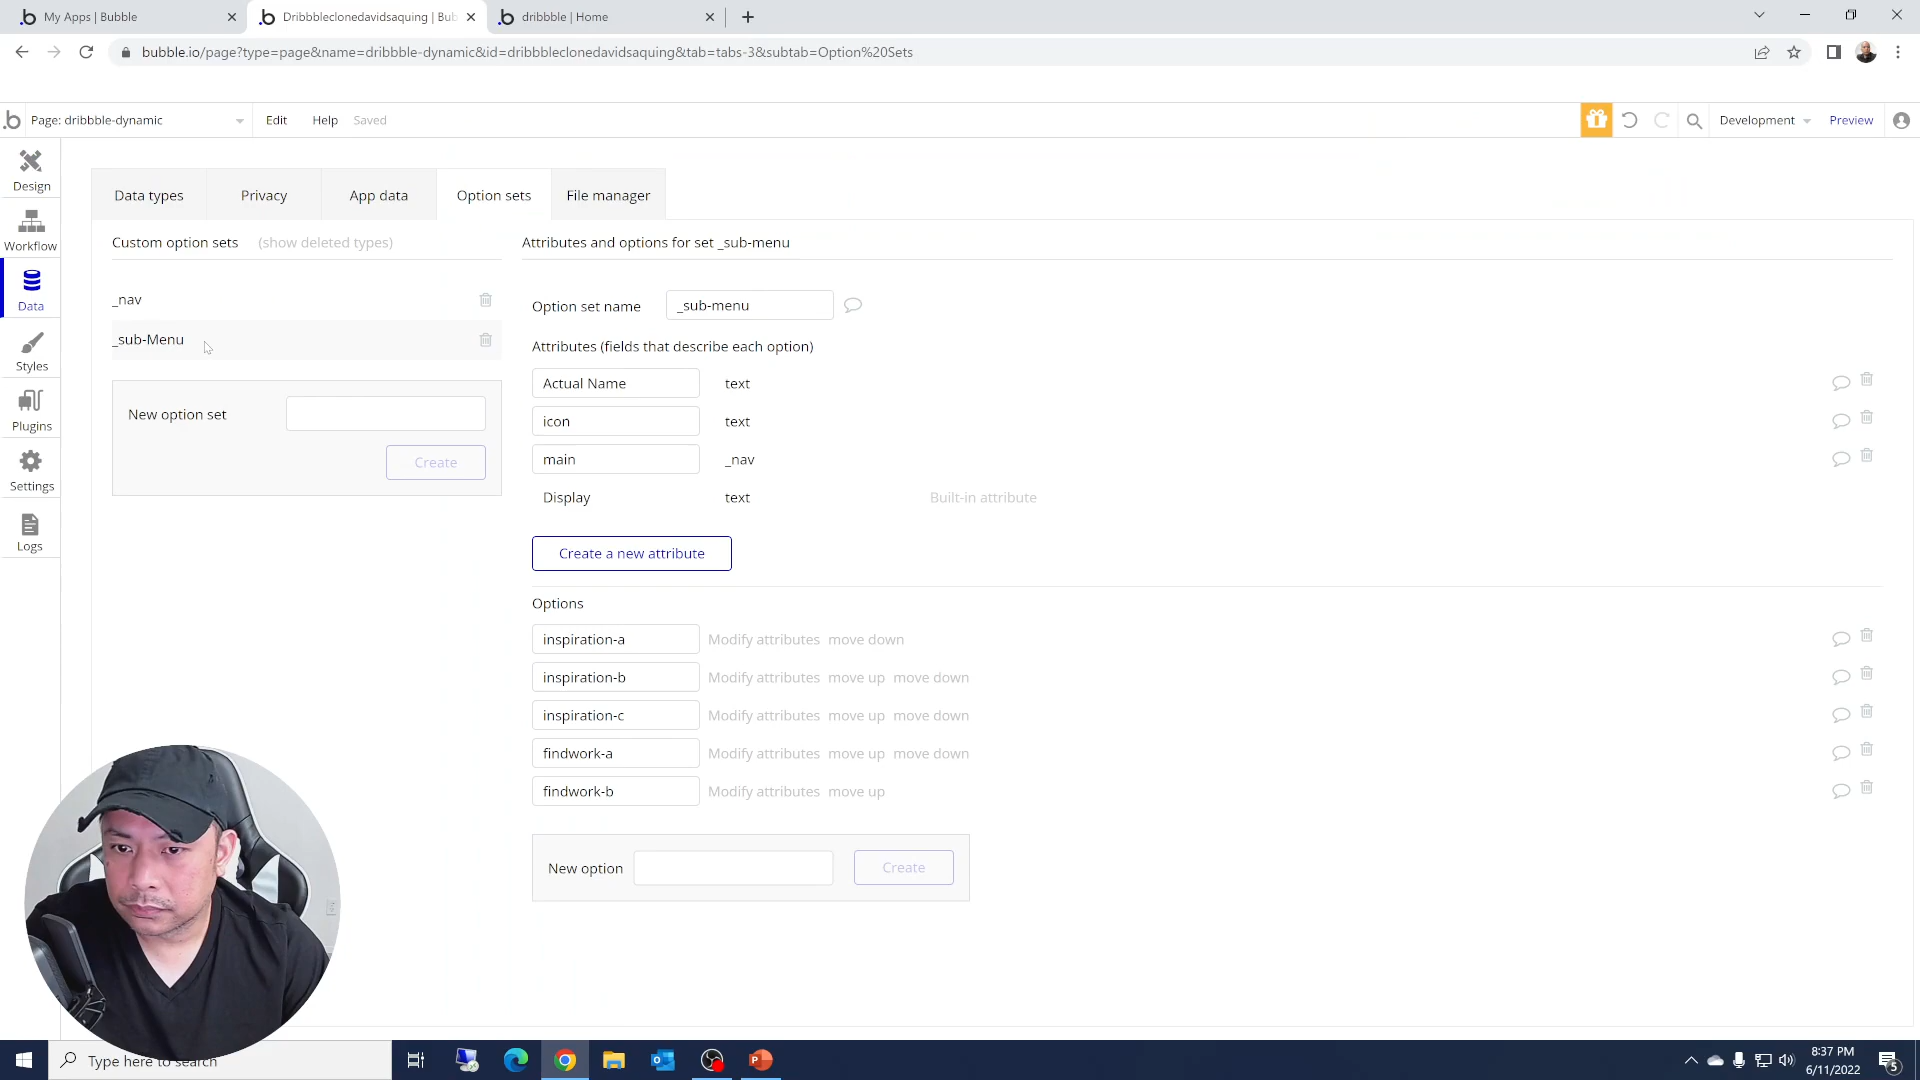 My Apps | Bubble
Dribbbleclonedavidsaquing | Bub
dribbble | Home
bubble.io/page?type=page&name=dribbble-dynamic&id=dribbbleclonedavidsaquing&tab=tabs-3&subtab=Option%20Sets
Page: dribbble-dynamic
Edit
Help
Saved
Development
Preview
Design
Workflow
Data
Styles
Plugins
Settings
Logs
Data types
Privacy
App data
Option sets
File manager
Custom option sets
(show deleted types)
_nav
_sub-Menu
New option set
Create
Attributes and options for set _sub-menu
Option set name
_sub-menu
Attributes (fields that describe each option)
Actual Name text
icon text
main _nav
Display text Built-in attribute
Create a new attribute
Options
inspiration-a Modify attributes move down
inspiration-b Modify attributes move up move down
inspiration-c Modify attributes move up move down
findwork-a Modify attributes move up move down
findwork-b Modify attributes move up
New option
Create
Type here to search
8:37 PM
6/11/2022
5